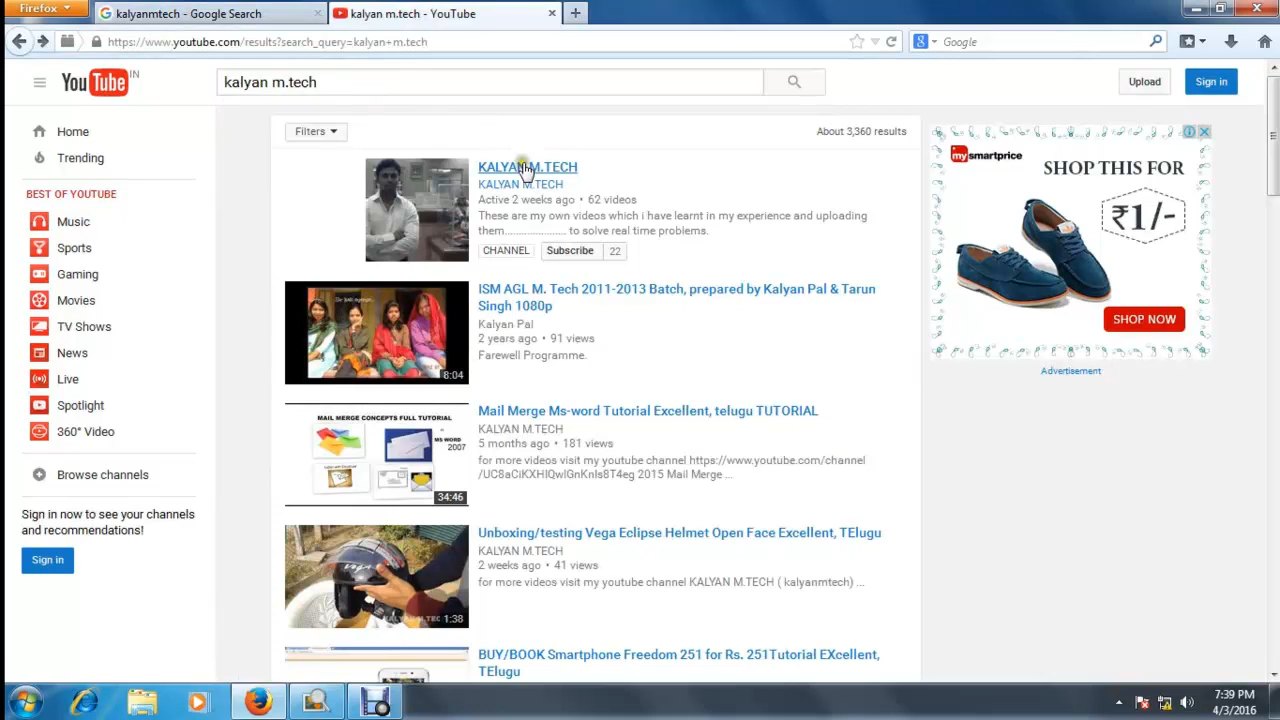 Firefox
kalyanmtech - Google Search
kalyan m.tech - YouTube
https://www.youtube.com/results?search_query=kalyan+m.tech
Google
YouTube IN
kalyan m.tech
Upload
Sign in
Home
Trending
BEST OF YOUTUBE
Music
Sports
Gaming
Movies
TV Shows
News
Live
Spotlight
360° Video
Browse channels
Sign in now to see your channels
and recommendations!
Sign in
Filters
About 3,360 results
KALYAN M.TECH
KALYAN M.TECH
Active 2 weeks ago • 62 videos
These are my own videos which i have learnt in my experience and uploading
them..................... to solve real time problems.
CHANNEL
Subscribe
22
8:04
ISM AGL M. Tech 2011-2013 Batch, prepared by Kalyan Pal & Tarun
Singh 1080p
Kalyan Pal
2 years ago • 91 views
Farewell Programme.
MAIL MERGE CONCEPTS FULL TUTORIAL
MS WORD
2007
34:46
Mail Merge Ms-word Tutorial Excellent, telugu TUTORIAL
KALYAN M.TECH
5 months ago • 181 views
for more videos visit my youtube channel https://www.youtube.com/channel
/UC8aCiKXHIQwlGnKnIs8T4eg 2015 Mail Merge ...
1:38
Unboxing/testing Vega Eclipse Helmet Open Face Excellent, TElugu
KALYAN M.TECH
2 weeks ago • 41 views
for more videos visit my youtube channel KALYAN M.TECH ( kalyanmtech) ...
BUY/BOOK Smartphone Freedom 251 for Rs. 251Tutorial EXcellent,
TElugu
mysmartprice
SHOP THIS FOR
₹1/-
SHOP NOW
Advertisement
7:39 PM
4/3/2016